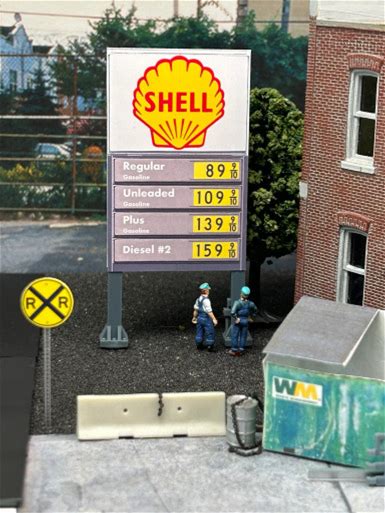 SHELL
Regular
Gasoline
89 9/10
Unleaded
Gasoline
109 9/10
Plus
Gasoline
139 9/10
Diesel #2
159 9/10
R R
WM